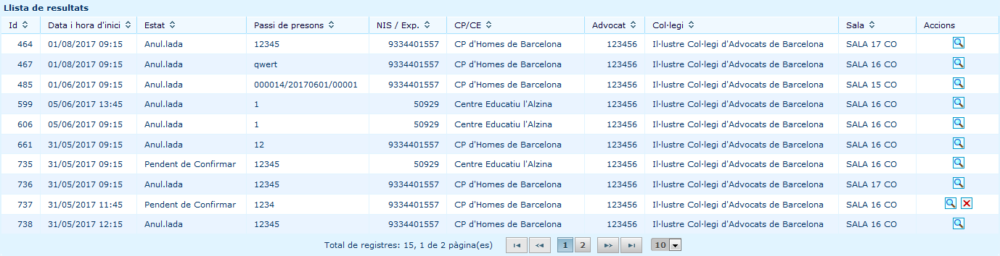 Llista de resultats
Id Data i hora d'inici Estat Passi de presons NIS / Exp. CP/CE Advocat Col·legi Sala Accions
464 01/08/2017 09:15 Anul.lada 12345 9334401557 CP d'Homes de Barcelona 123456 Il·lustre Col·legi d'Advocats de Barcelona SALA 17 CO
467 01/08/2017 09:15 Anul.lada qwert 9334401557 CP d'Homes de Barcelona 123456 Il·lustre Col·legi d'Advocats de Barcelona SALA 16 CO
485 01/06/2017 09:15 Anul.lada 000014/20170601/00001 9334401557 CP d'Homes de Barcelona 123456 Il·lustre Col·legi d'Advocats de Barcelona SALA 15 CO
599 05/06/2017 13:45 Anul.lada 1 50929 Centre Educatiu l'Alzina 123456 Il·lustre Col·legi d'Advocats de Barcelona SALA 16 CO
606 05/06/2017 09:15 Anul.lada 1 50929 Centre Educatiu l'Alzina 123456 Il·lustre Col·legi d'Advocats de Barcelona SALA 16 CO
661 31/05/2017 09:15 Anul.lada 12 9334401557 CP d'Homes de Barcelona 123456 Il·lustre Col·legi d'Advocats de Barcelona SALA 16 CO
735 31/05/2017 09:15 Pendent de Confirmar 12345 50929 Centre Educatiu l'Alzina 123456 Il·lustre Col·legi d'Advocats de Barcelona SALA 16 CO
736 31/05/2017 09:15 Anul.lada 12345 9334401557 CP d'Homes de Barcelona 123456 Il·lustre Col·legi d'Advocats de Barcelona SALA 17 CO
737 31/05/2017 11:45 Pendent de Confirmar 1234 9334401557 CP d'Homes de Barcelona 123456 Il·lustre Col·legi d'Advocats de Barcelona SALA 16 CO
738 31/05/2017 12:15 Anul.lada 12345 9334401557 CP d'Homes de Barcelona 123456 Il·lustre Col·legi d'Advocats de Barcelona SALA 16 CO
Total de registres: 15, 1 de 2 pàgina(es) 1 2 10